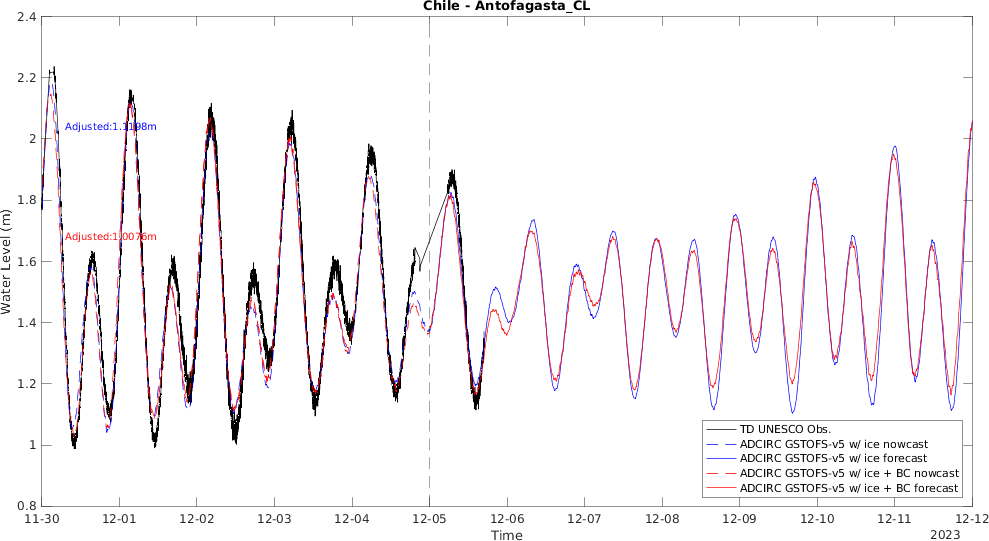 Chile - Antofagasta_CL
2.4
2.2
2
1.8
1.6
1.4
1.2
1
0.8
Water Level (m)
Adjusted:1.1198m
Adjusted:1.0076m
TD UNESCO Obs.
ADCIRC GSTOFS-v5 w/ ice nowcast
ADCIRC GSTOFS-v5 w/ ice forecast
ADCIRC GSTOFS-v5 w/ ice + BC nowcast
ADCIRC GSTOFS-v5 w/ ice + BC forecast
11-30 12-01 12-02 12-03 12-04 12-05 12-06 12-07 12-08 12-09 12-10 12-11 12-12
Time
2023